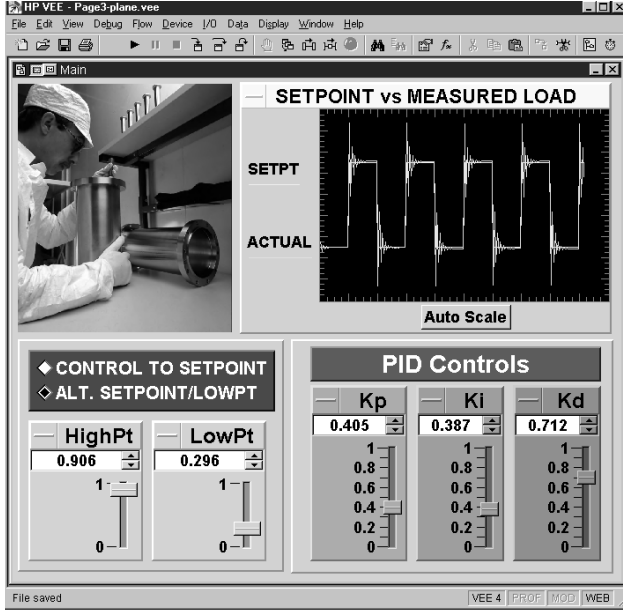 HP VEE - Page3-plane.vee
File Edit View Debug Flow Device I/O Data Display Window Help
Main
SETPOINT vs MEASURED LOAD
SETPT
ACTUAL
Auto Scale
CONTROL TO SETPOINT
ALT. SETPOINT/LOWPT
HighPt LowPt
0.906 0.296
1 1
0 0
PID Controls
Kp Ki Kd
0.405 0.387 0.712
1 1 1
0.8 0.8 0.8
0.6 0.6 0.6
0.4 0.4 0.4
0.2 0.2 0.2
0 0 0
File saved VEE 4 PROF MOD WEB